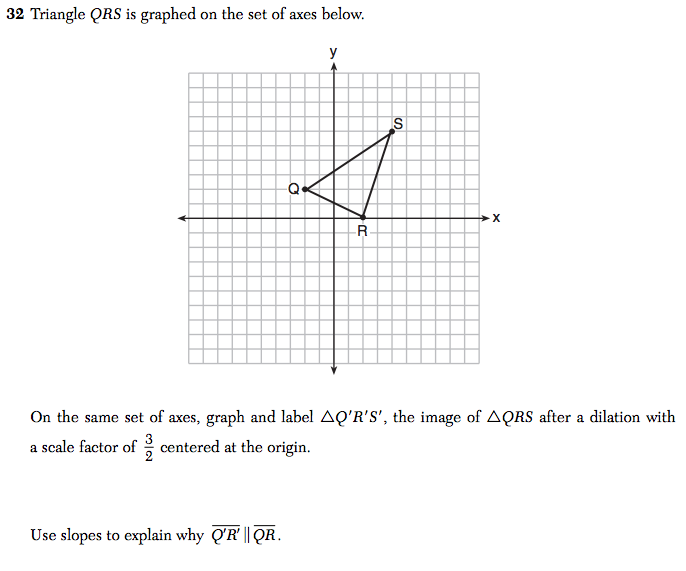 32 Triangle QRS is graphed on the set of axes below.
y
S
Q
x
R
On the same set of axes, graph and label △Q′R′S′, the image of △QRS after a dilation with
a scale factor of 3/2 centered at the origin.
Use slopes to explain why Q′R′ || QR.